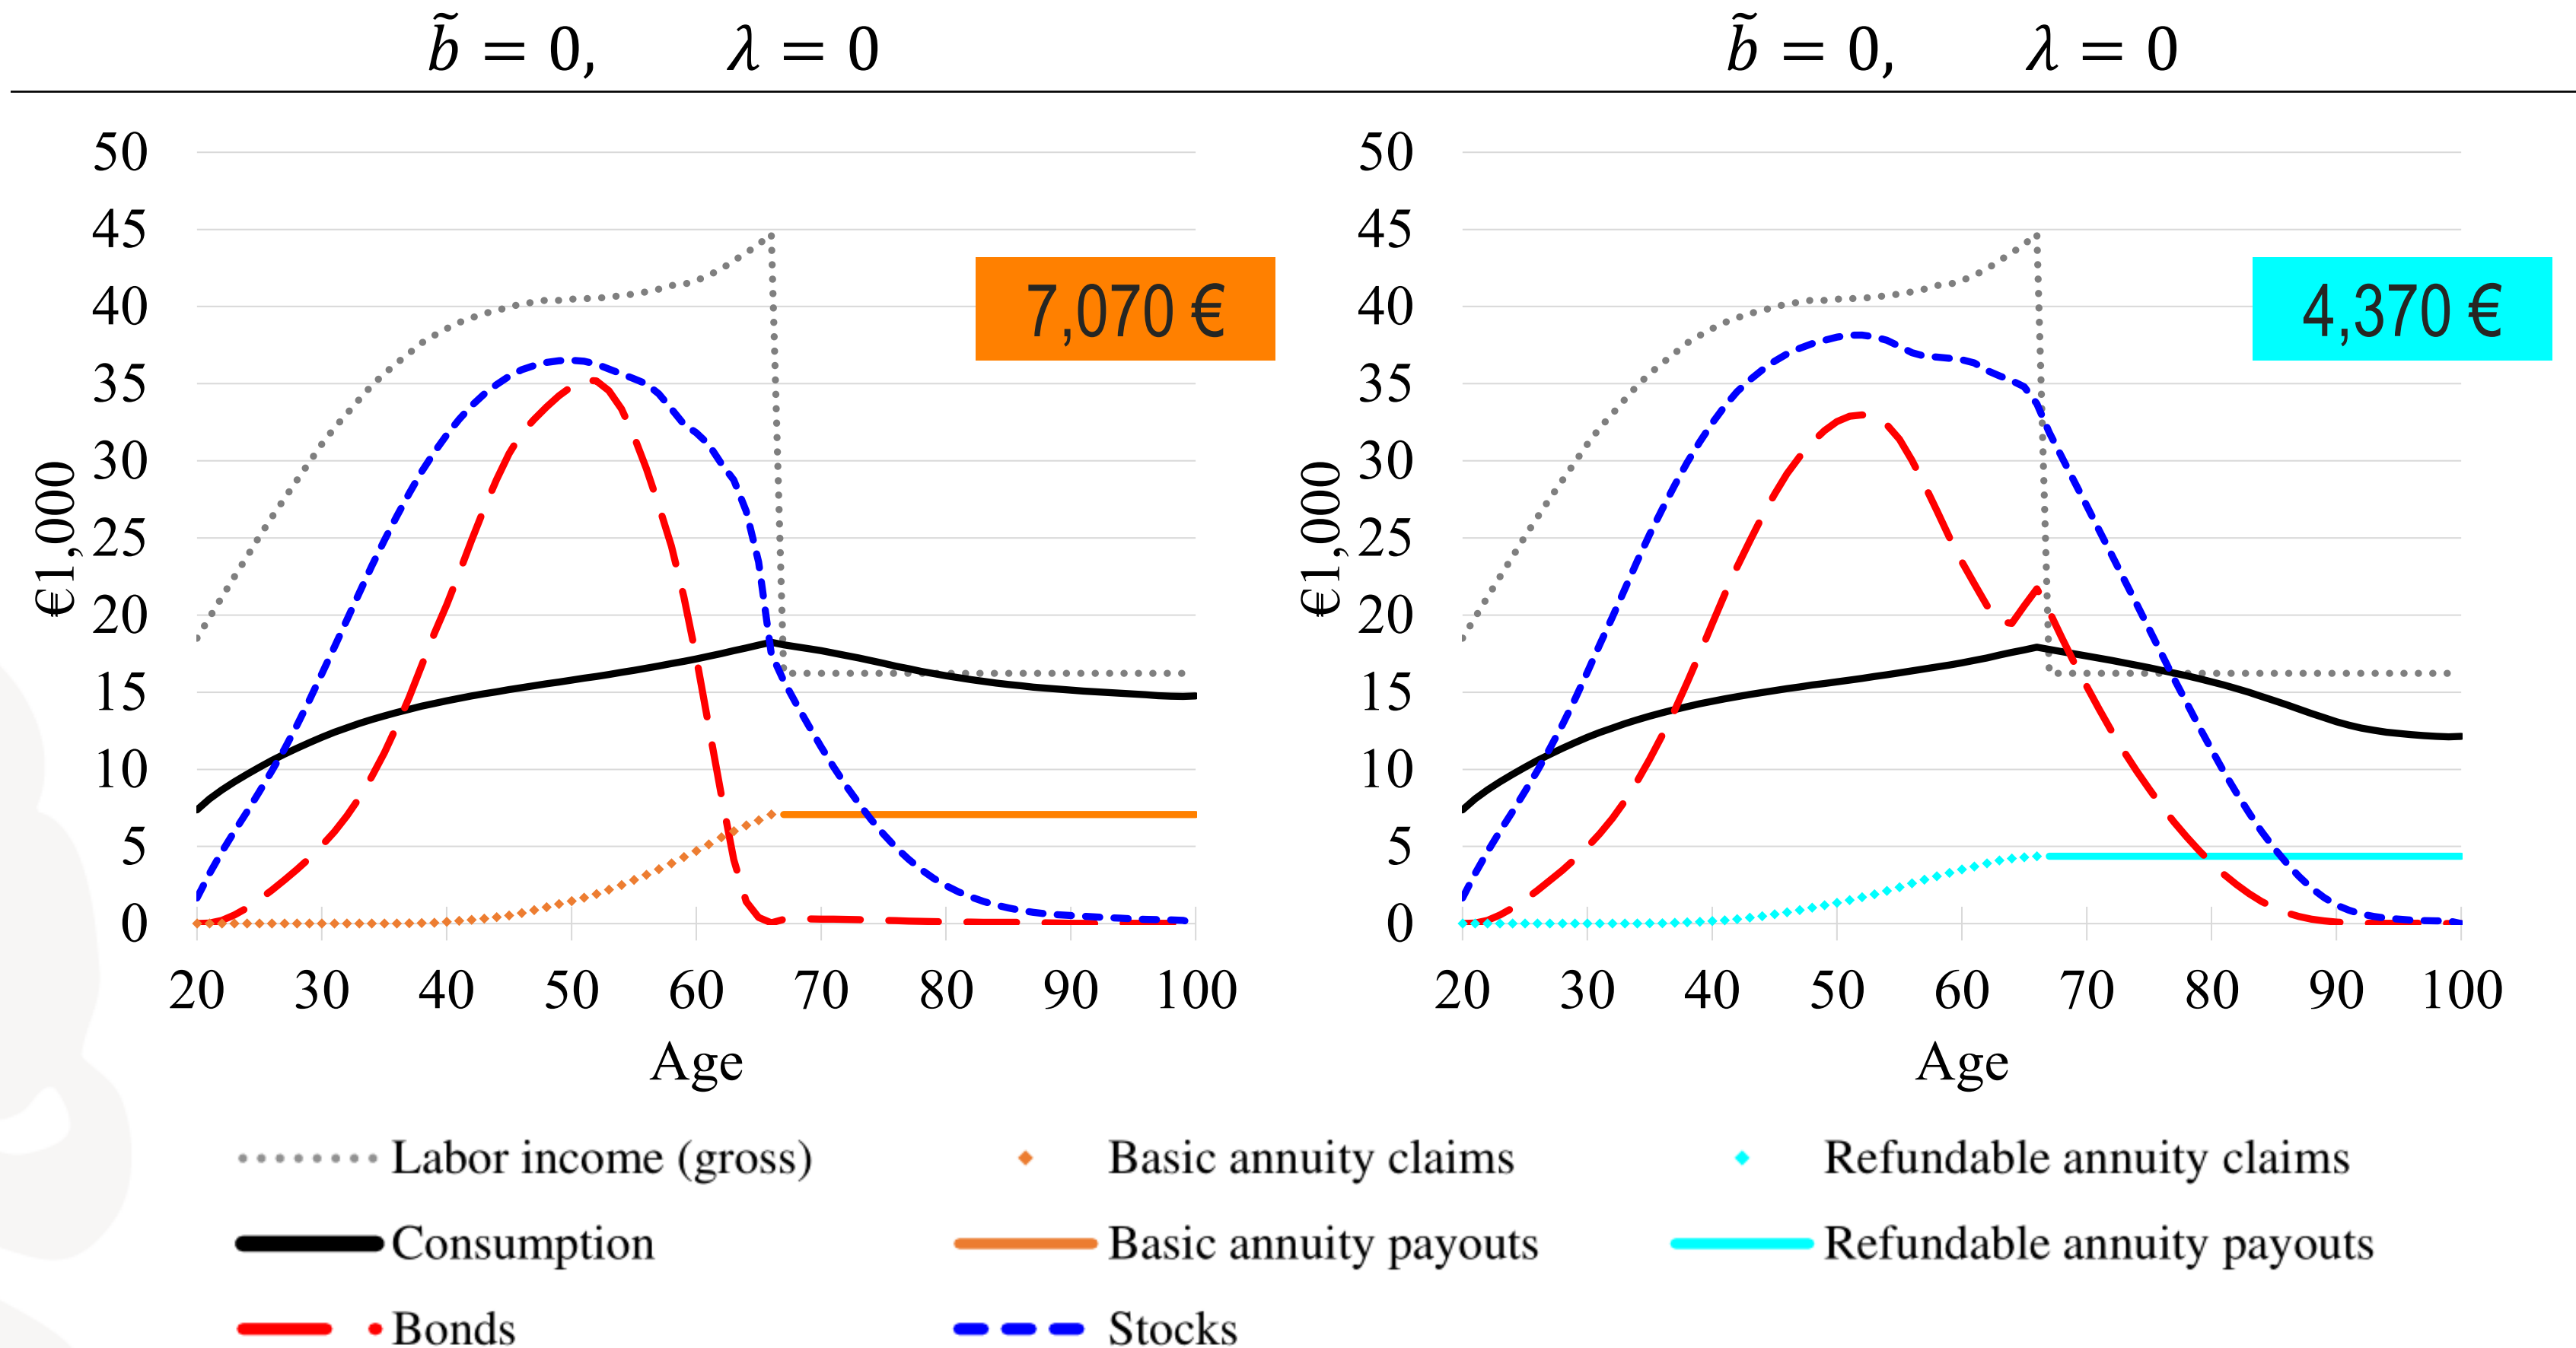 b̃ = 0, λ = 0
b̃ = 0, λ = 0
50
45
40
35
30
25
20
15
10
5
0
€1,000
20 30 40 50 60 70 80 90 100
Age
7,070 €
50
45
40
35
30
25
20
15
10
5
0
€1,000
20 30 40 50 60 70 80 90 100
Age
4,370 €
Labor income (gross)
Basic annuity claims
Refundable annuity claims
Consumption
Basic annuity payouts
Refundable annuity payouts
Bonds
Stocks